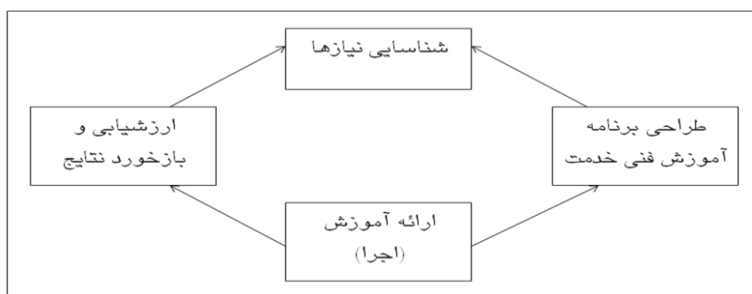 شناسایی نیازها
طراحی برنامه
آموزش فنی خدمت
ارزشیابی و
بازخورد نتایج
ارائه آموزش
(اجرا)